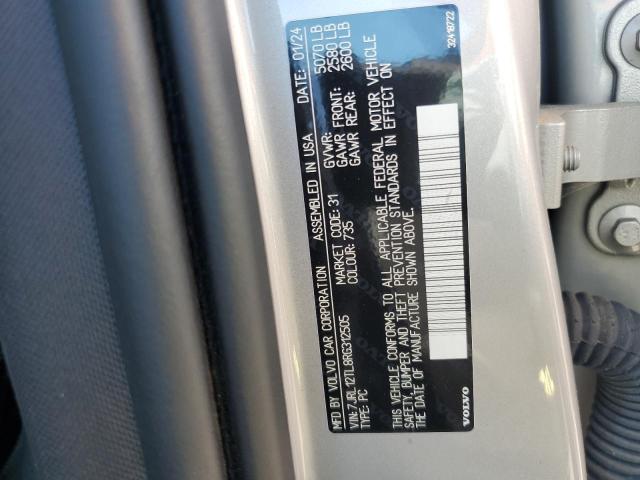 MFD BY VOLVO CAR CORPORATION ASSEMBLED IN USA DATE: 01/24
VIN: 7JRL12TL8RG312505 GVWR: 5070 LB
TYPE: PC MARKET CODE: 31 GAWR FRONT: 2580 LB
COLOUR: 735 GAWR REAR: 2600 LB
THIS VEHICLE CONFORMS TO ALL APPLICABLE FEDERAL MOTOR VEHICLE
SAFETY, BUMPER AND THEFT PREVENTION STANDARDS IN EFFECT ON
THE DATE OF MANUFACTURE SHOWN ABOVE.
VOLVO 32418722